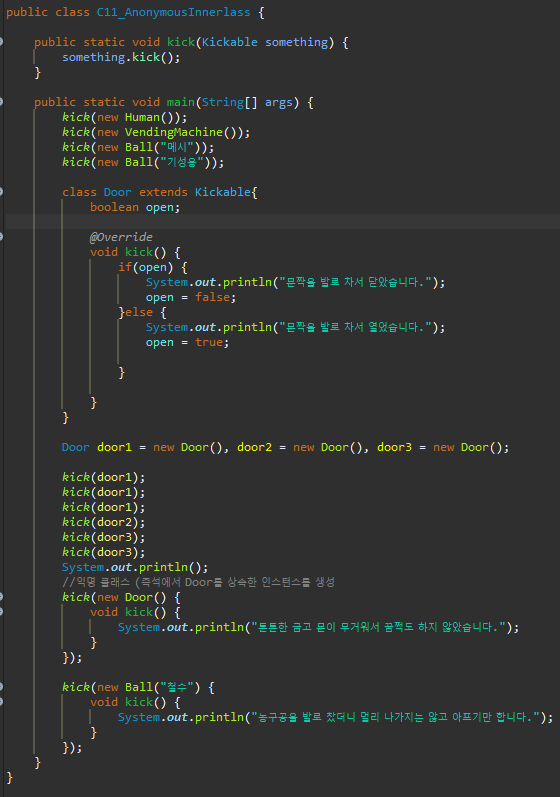 public class C11_AnonymousInnerlass {
public static void kick(Kickable something) {
something.kick();
}
public static void main(String[] args) {
kick(new Human());
kick(new VendingMachine());
kick(new Ball("메시"));
kick(new Ball("기성용"));
class Door extends Kickable{
boolean open;
@Override
void kick() {
if(open) {
System.out.println("문짝을 발로 차서 닫았습니다.");
open = false;
}else {
System.out.println("문짝을 발로 차서 열었습니다.");
open = true;
}
}
}
Door door1 = new Door(), door2 = new Door(), door3 = new Door();
kick(door1);
kick(door1);
kick(door1);
kick(door2);
kick(door3);
kick(door3);
System.out.println();
//익명 클래스 (즉석에서 Door를 상속한 인스턴스를 생성
kick(new Door() {
void kick() {
System.out.println("튼튼한 금고 문이 무거워서 꿈쩍도 하지 않았습니다.");
}
});
kick(new Ball("철수") {
void kick() {
System.out.println("농구공을 발로 찼더니 멀리 나가지는 않고 아프기만 합니다.");
}
});
}
}